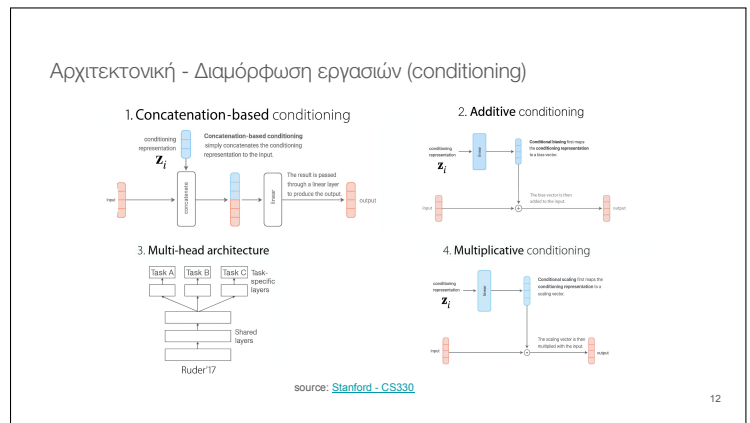 Αρχιτεκτονική - Διαμόρφωση εργασιών (conditioning)
1. Concatenation-based conditioning
conditioning
representation
𝐳i
Concatenation-based conditioning
simply concatenates the conditioning
representation to the input.
input
concatenate
linear
The result is passed
through a linear layer
to produce the output.
output
2. Additive conditioning
conditioning
representation
𝐳i
linear
Conditional biasing first maps
the conditioning representation
to a bias vector.
The bias vector is then
added to the input.
input
+
output
3. Multi-head architecture
Task A Task B Task C
Task-
specific
layers
Shared
layers
Ruder'17
4. Multiplicative conditioning
conditioning
representation
𝐳i
linear
Conditional scaling first maps the
conditioning representation to a
scaling vector.
The scaling vector is then
multiplied with the input.
input
output
source: Stanford - CS330
12